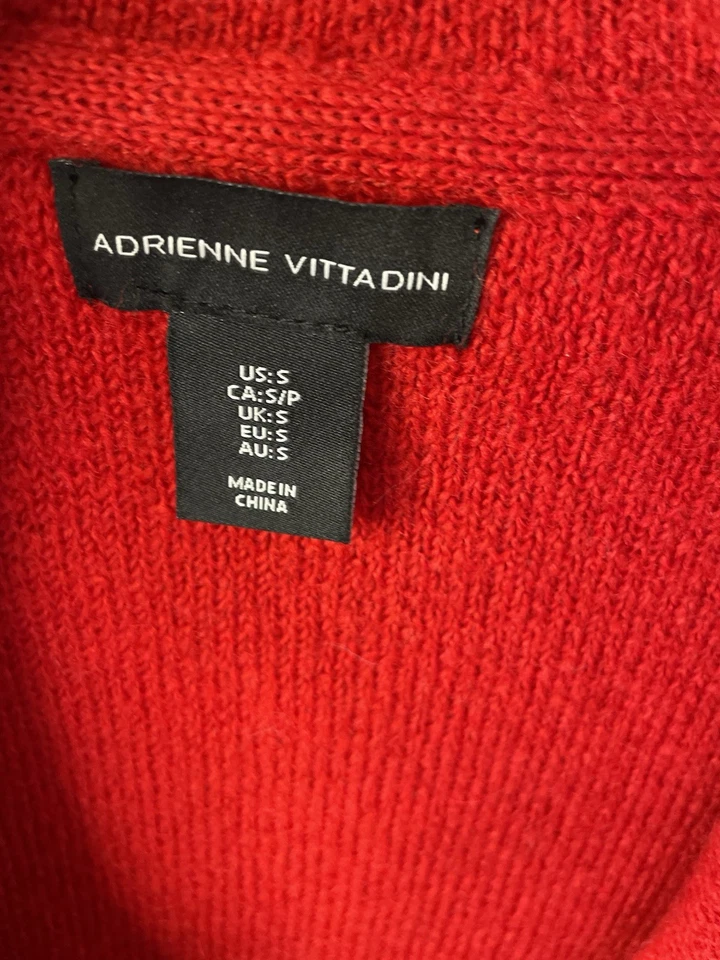 ADRIENNE VITTADINI
US:S
CA:S/P
UK:S
EU:S
AU:S
MADE IN
CHINA